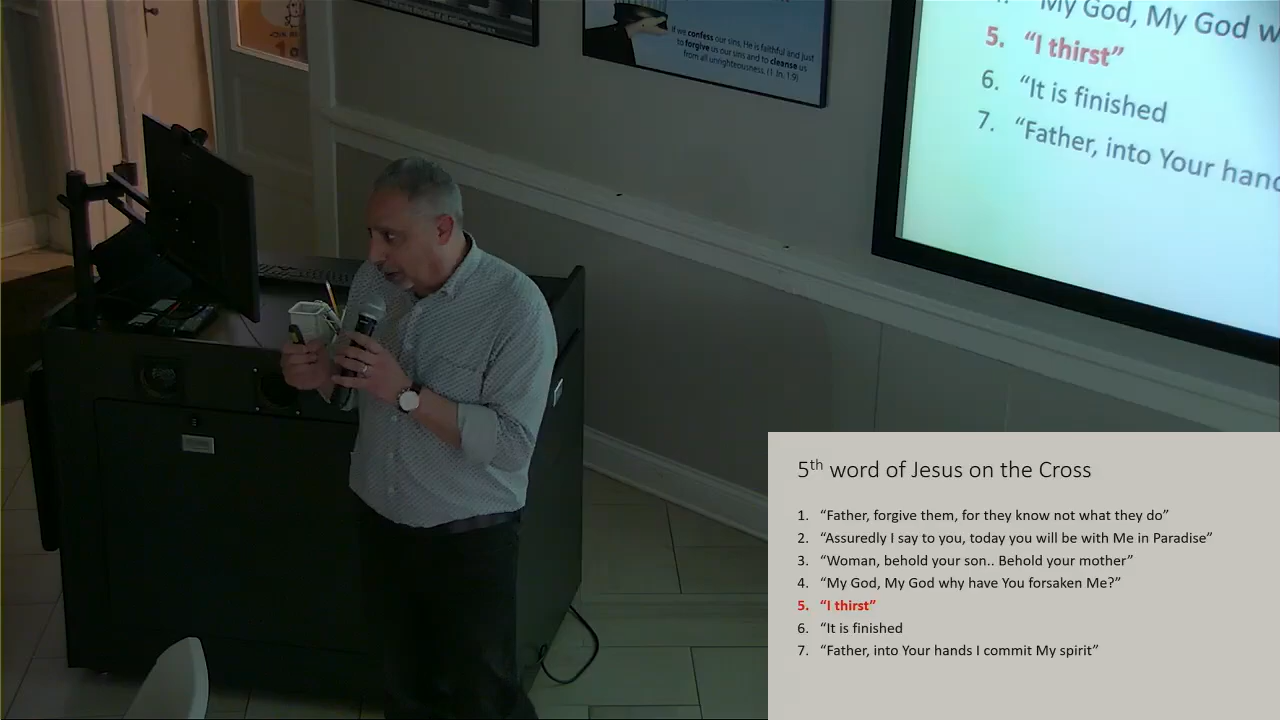 If we confess our sins, He is faithful and just
to forgive us our sins and to cleanse us
from all unrighteousness. (1 Jn. 1:9)
My God, My God w
5. “I thirst”
6. “It is finished
7. “Father, into Your hand
5th word of Jesus on the Cross
1. “Father, forgive them, for they know not what they do”
2. “Assuredly I say to you, today you will be with Me in Paradise”
3. “Woman, behold your son.. Behold your mother”
4. “My God, My God why have You forsaken Me?”
5. “I thirst”
6. “It is finished
7. “Father, into Your hands I commit My spirit”